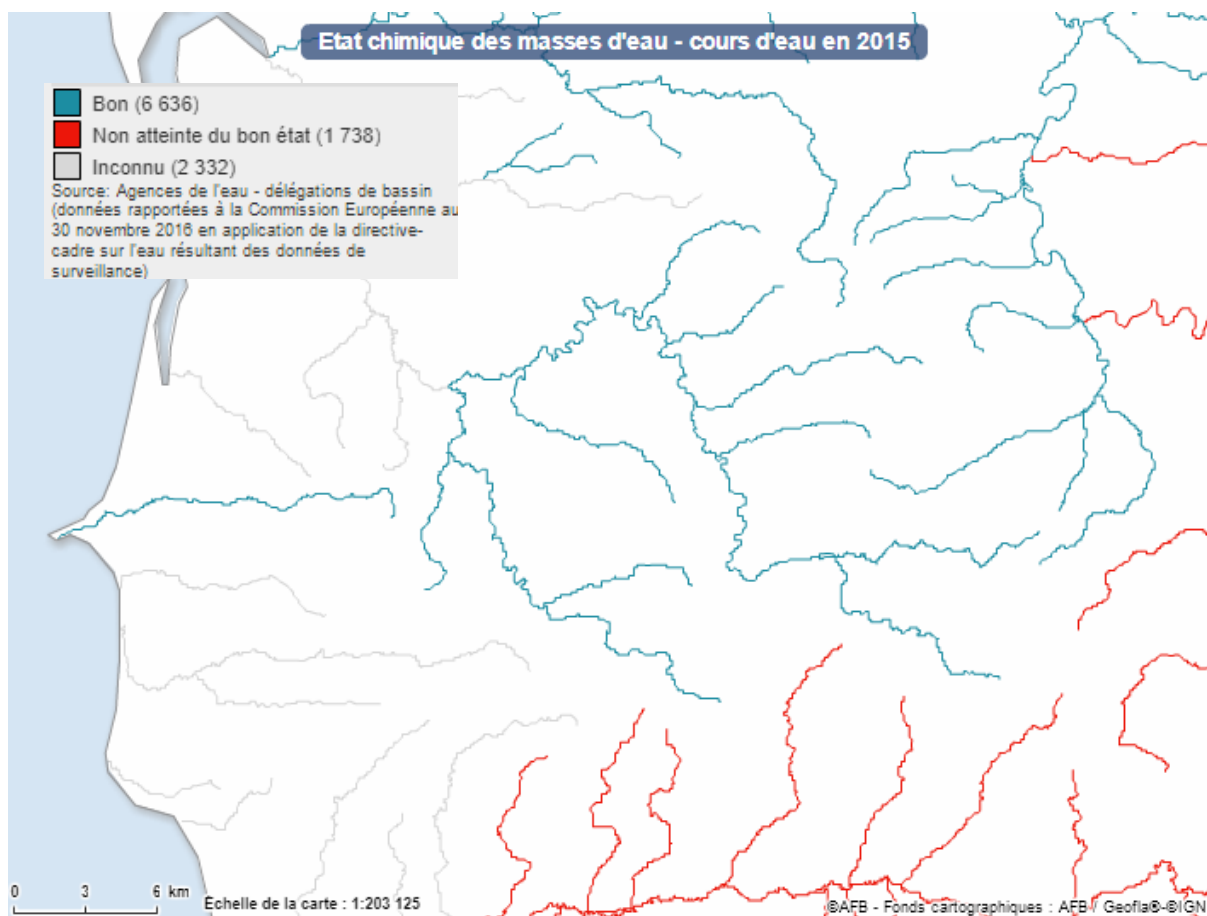 Etat chimique des masses d'eau - cours d'eau en 2015
Bon (6 636)
Non atteinte du bon état (1 738)
Inconnu (2 332)
Source: Agences de l'eau - délégations de bassin
(données rapportées à la Commission Européenne au
30 novembre 2016 en application de la directive-
cadre sur l'eau résultant des données de
surveillance)
0 3 6 km
Échelle de la carte : 1:203 125
©AFB - Fonds cartographiques : AFB / Geofla®-©IGN